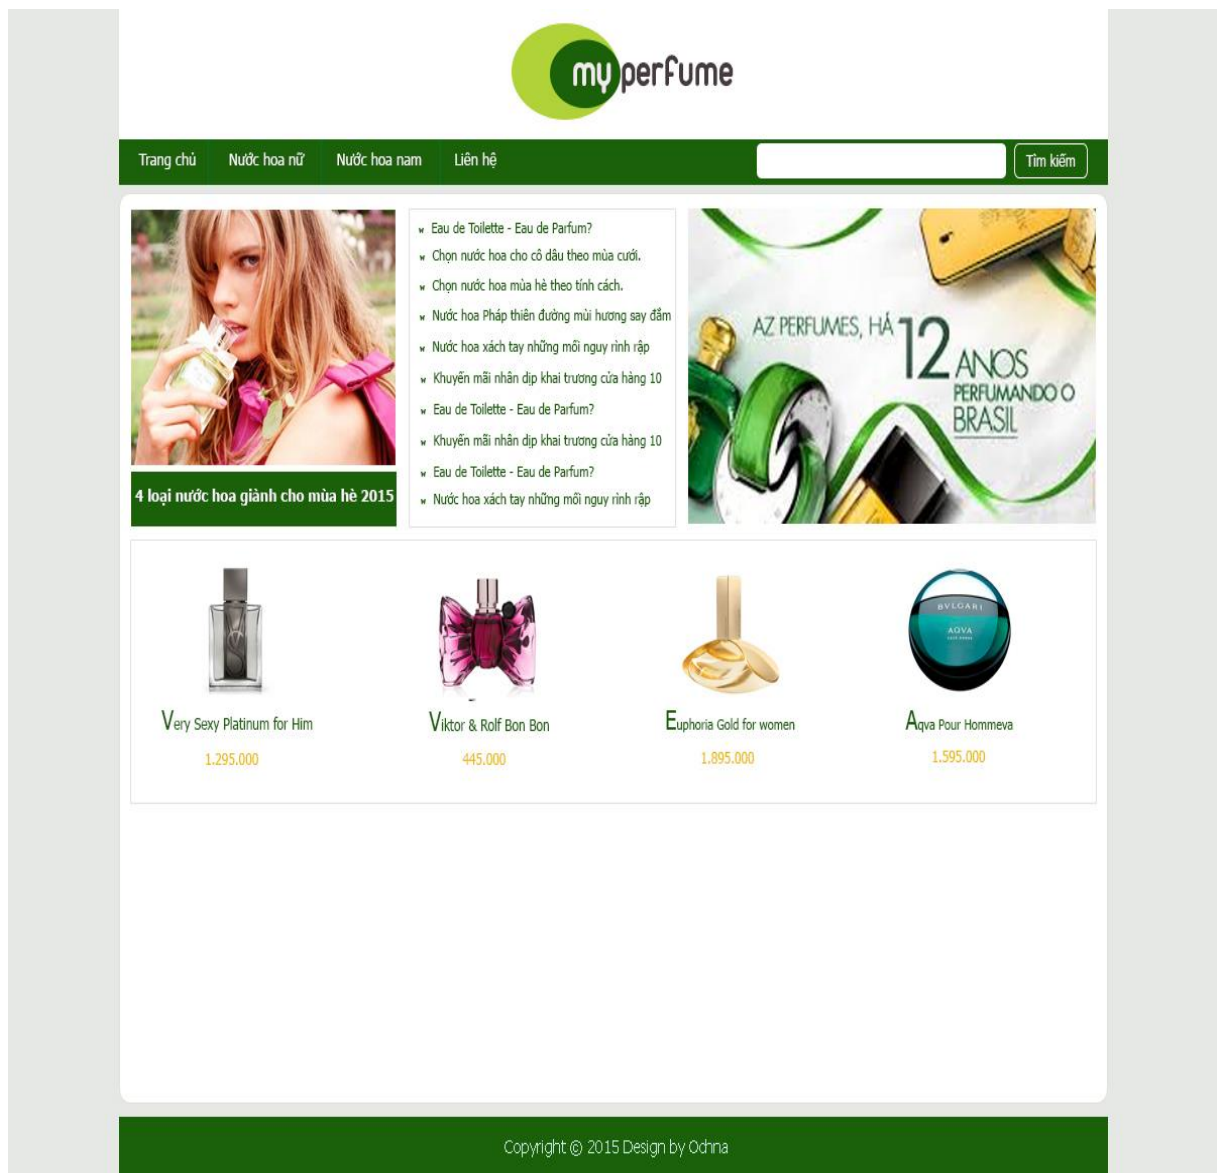 my perfume
Trang chủ
Nước hoa nữ
Nước hoa nam
Liên hệ
Tìm kiếm
Eau de Toilette - Eau de Parfum?
Chọn nước hoa cho cô dâu theo mùa cưới.
Chọn nước hoa mùa hè theo tính cách.
Nước hoa Pháp thiên đường mùi hương say đắm
Nước hoa xách tay những mối nguy rình rập
Khuyến mãi nhân dịp khai trương cửa hàng 10
Eau de Toilette - Eau de Parfum?
Khuyến mãi nhân dịp khai trương cửa hàng 10
Eau de Toilette - Eau de Parfum?
Nước hoa xách tay những mối nguy rình rập
4 loại nước hoa giành cho mùa hè 2015
AZ PERFUMES, HÁ 12 ANOS
PERFUMANDO O
BRASIL
BVLGARI
AQVA
Very Sexy Platinum for Him
1.295.000
Viktor & Rolf Bon Bon
445.000
Euphoria Gold for women
1.895.000
Aqva Pour Hommeva
1.595.000
Copyright © 2015 Design by Odnna